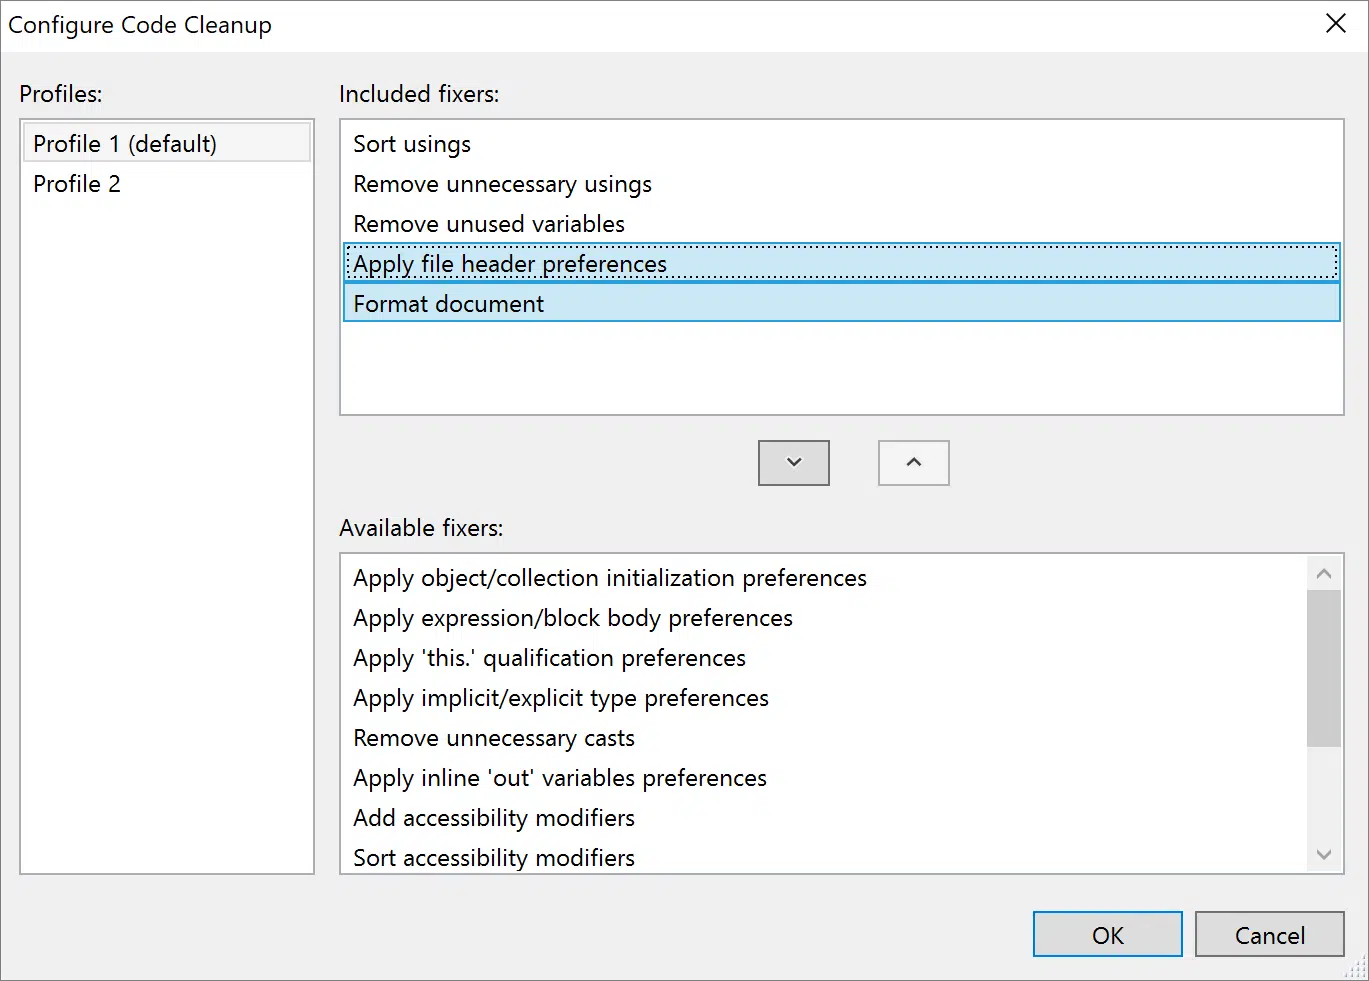 Configure Code Cleanup
Profiles:
Profile 1 (default)
Profile 2
Included fixers:
Sort usings
Remove unnecessary usings
Remove unused variables
Apply file header preferences
Format document
Available fixers:
Apply object/collection initialization preferences
Apply expression/block body preferences
Apply 'this.' qualification preferences
Apply implicit/explicit type preferences
Remove unnecessary casts
Apply inline 'out' variables preferences
Add accessibility modifiers
Sort accessibility modifiers
OK
Cancel